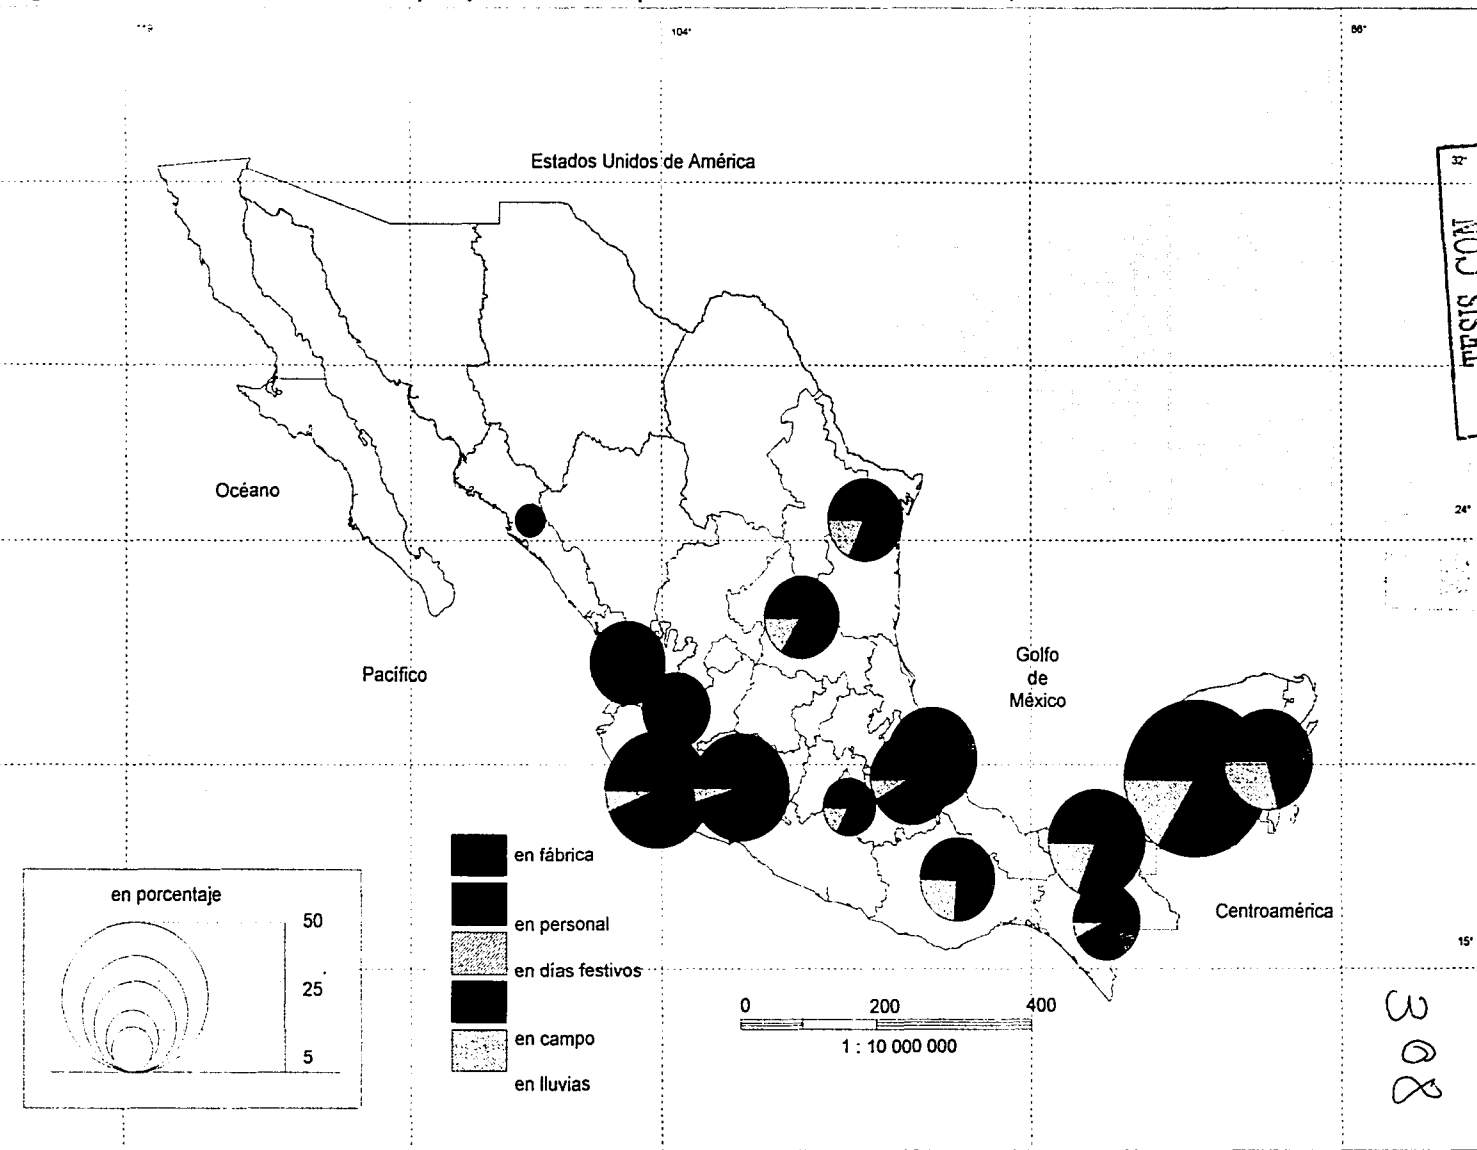 104°
Estados Unidos de América
32°
TESIS CON
Océano
24°
Pacífico
Golfo
de
México
en fábrica
en personal
en días festivos
en campo
en lluvias
en porcentaje
50
25
5
Centroamérica
15°
0 200 400
1 : 10 000 000
308